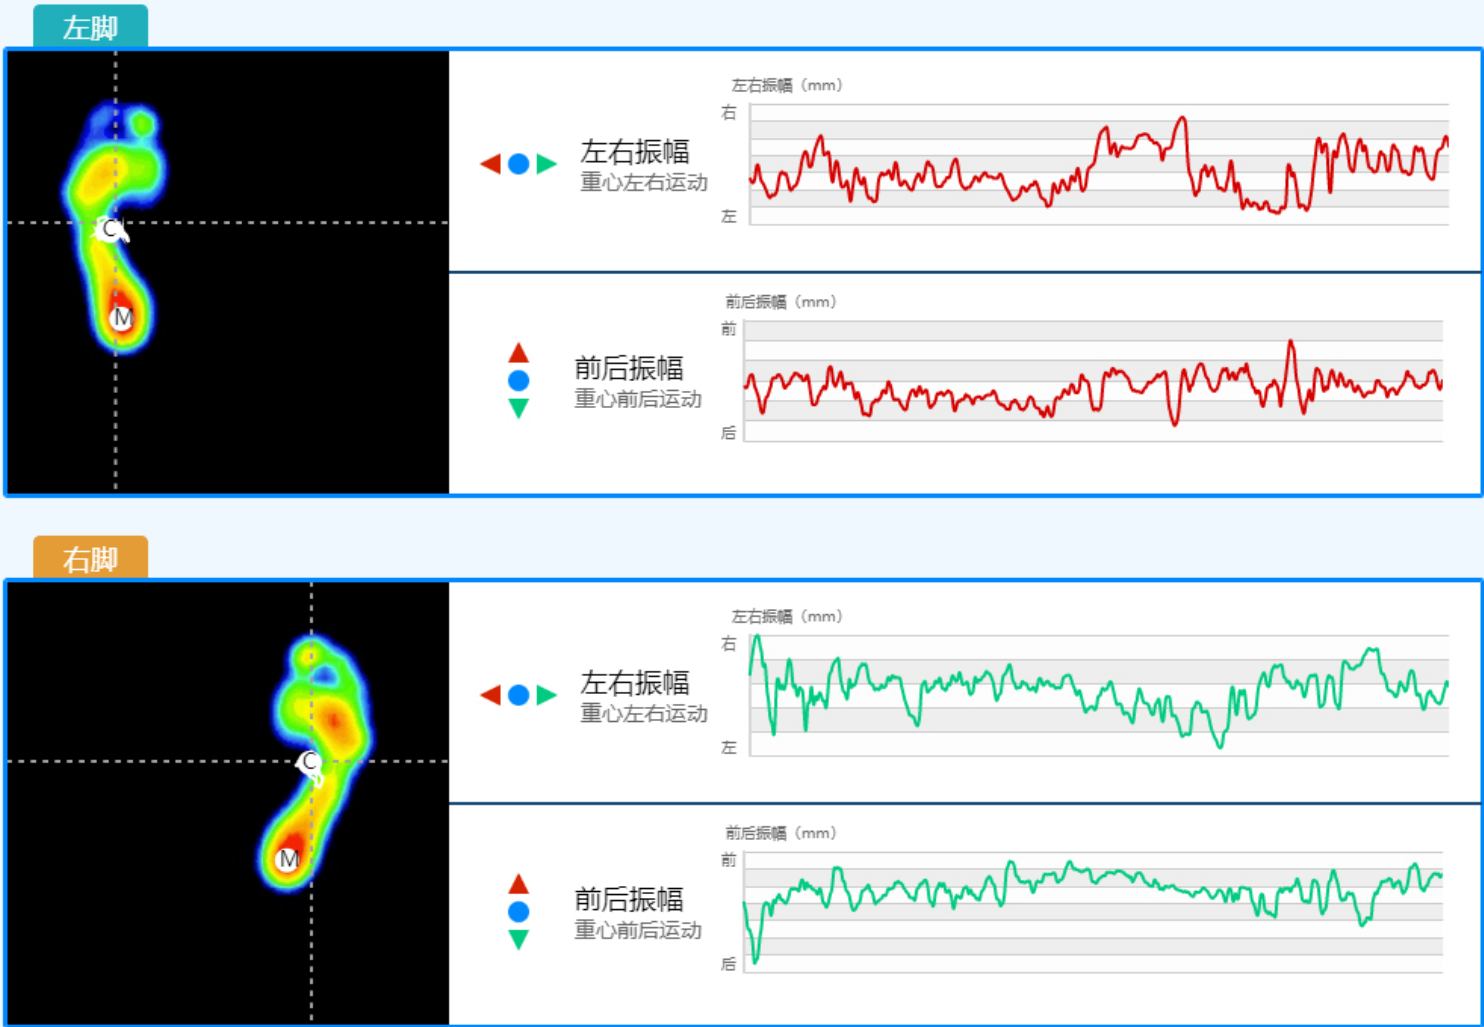 左脚
左右振幅（mm）
右
左右振幅
重心左右运动
左
C
M
前后振幅（mm）
前
前后振幅
重心前后运动
后
右脚
左右振幅（mm）
右
左右振幅
重心左右运动
左
C
M
前后振幅（mm）
前
前后振幅
重心前后运动
后